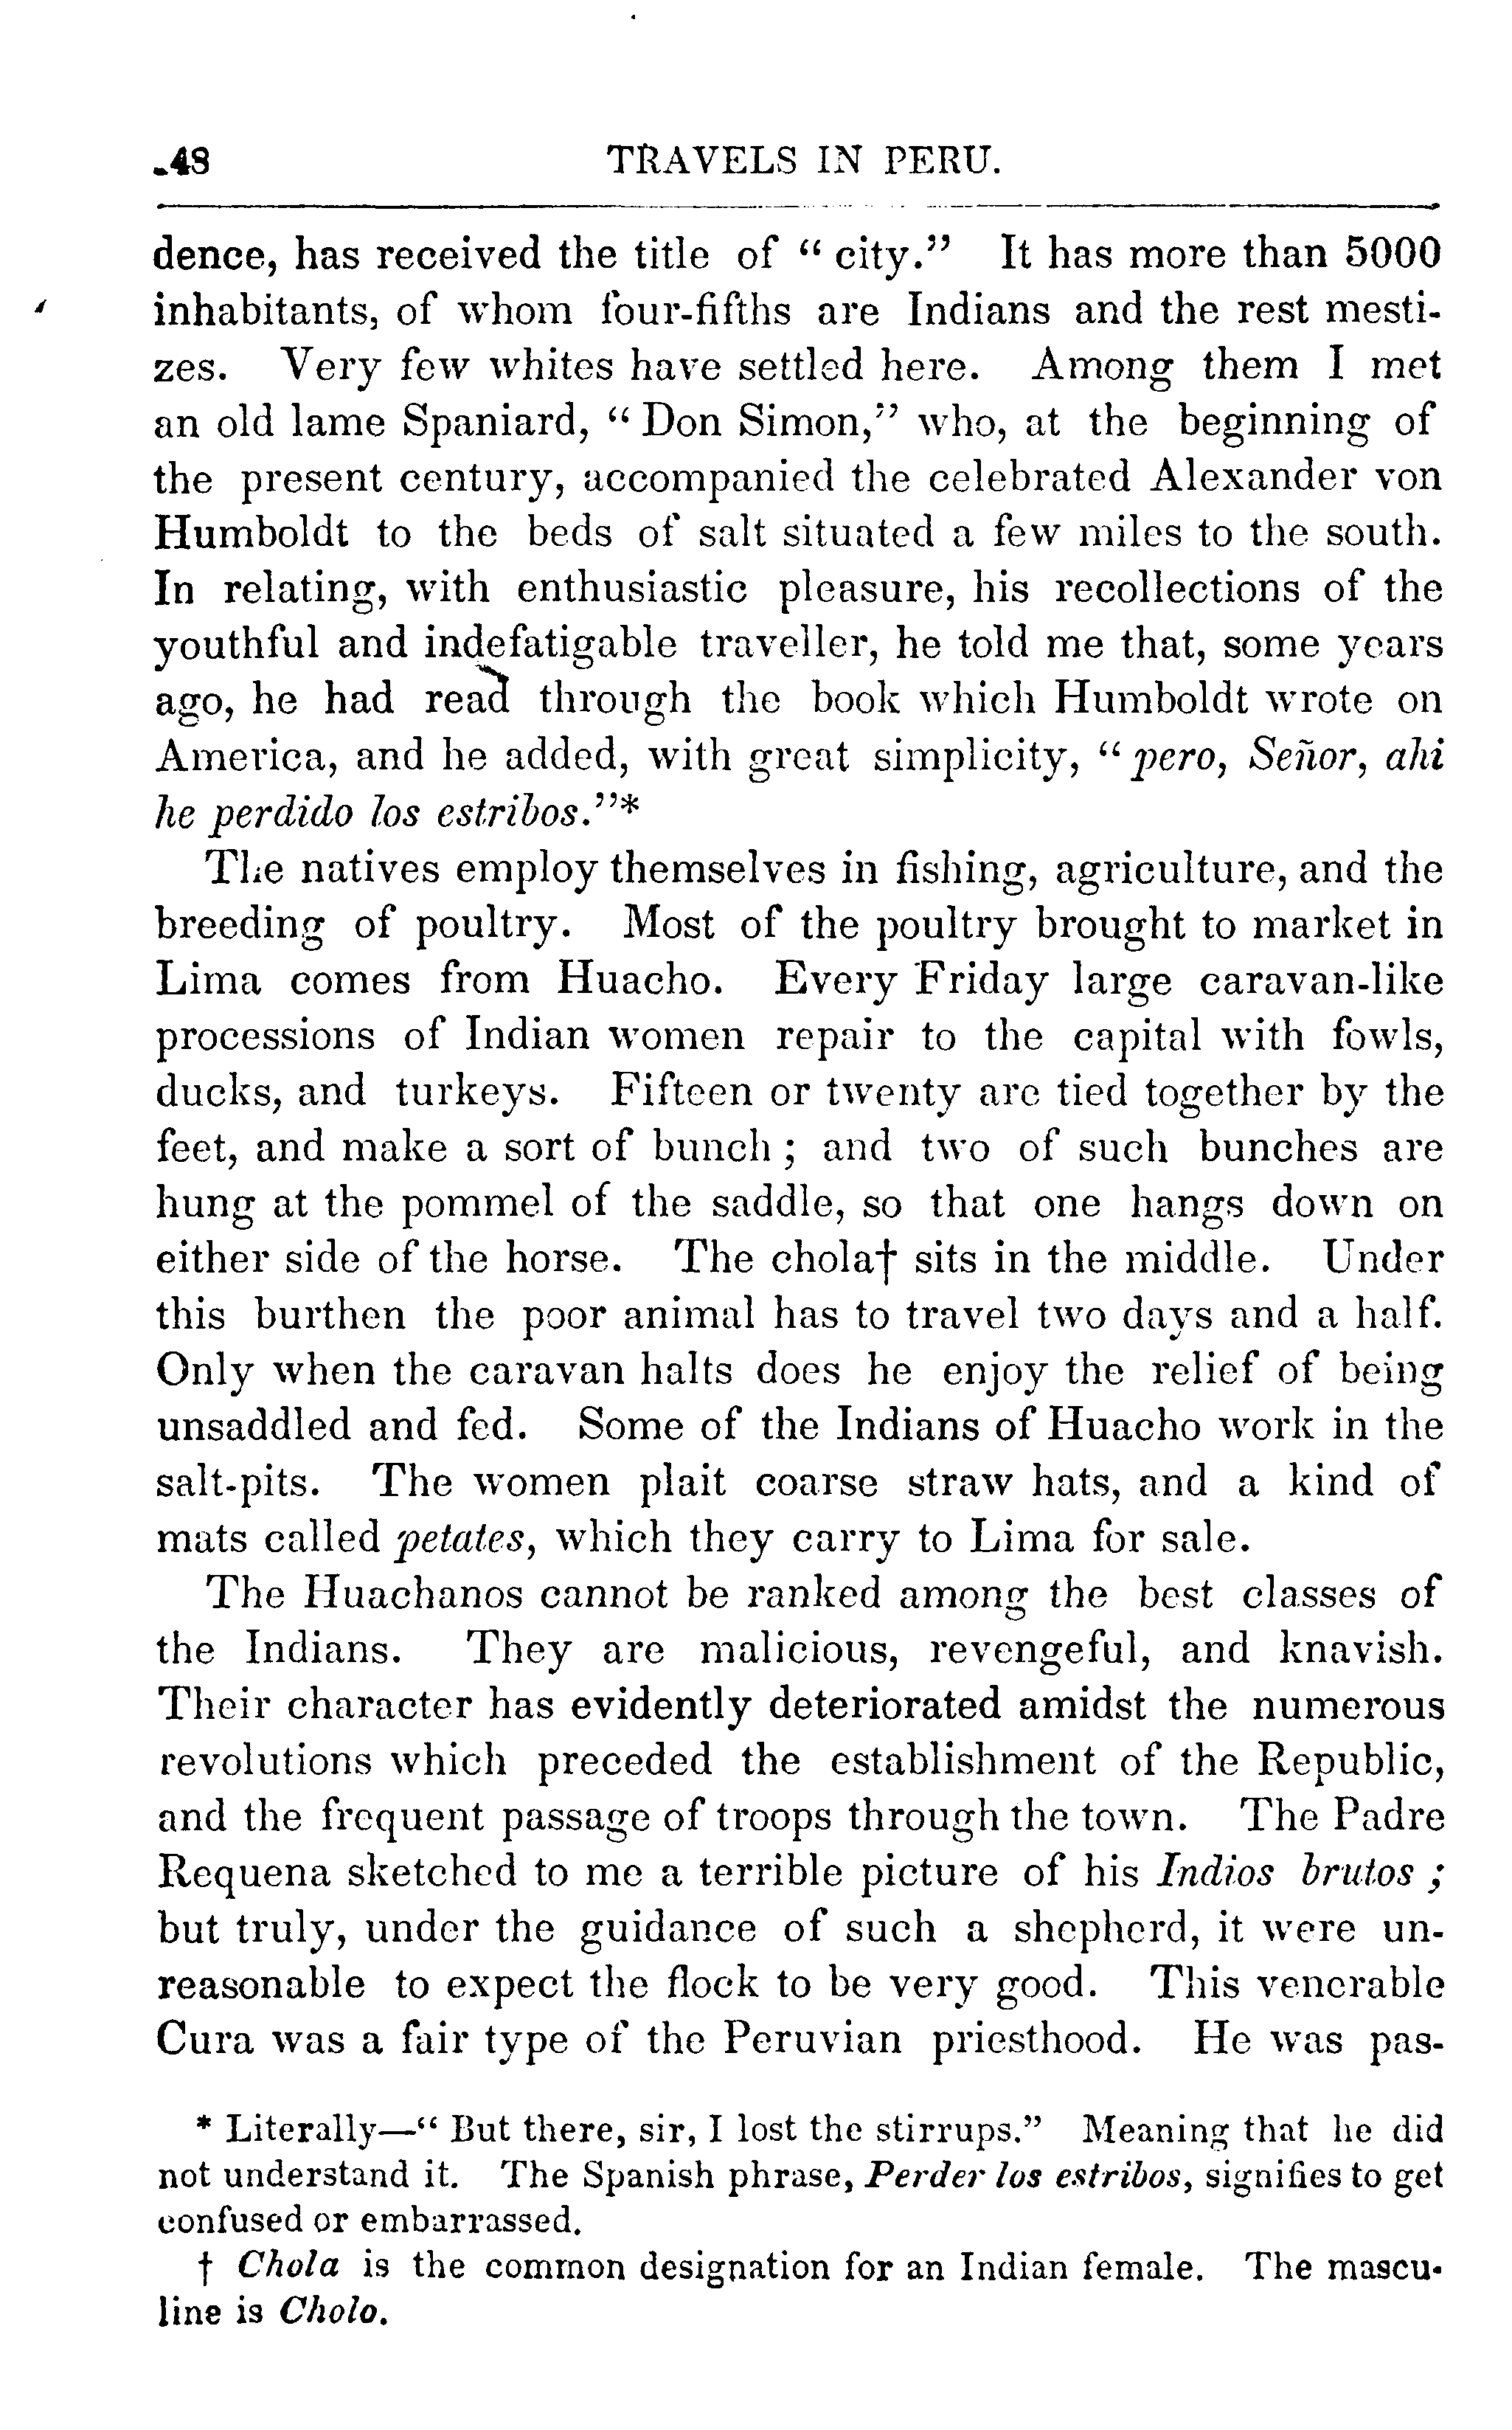 48 TRAVELS IN PERU.
dence, has received the title of “ city.” It has more than 5000
inhabitants, of whom four-fifths are Indians and the rest mesti-
zes. Very few whites have settled here. Among them I met
an old lame Spaniard, “ Don Simon,” who, at the beginning of
the present century, accompanied the celebrated Alexander von
Humboldt to the beds of salt situated a few miles to the south.
In relating, with enthusiastic pleasure, his recollections of the
youthful and indefatigable traveller, he told me that, some years
ago, he had read through the book which Humboldt wrote on
America, and he added, with great simplicity, “ pero, Señor, ahi
he perdido los estribos.”*
The natives employ themselves in fishing, agriculture, and the
breeding of poultry. Most of the poultry brought to market in
Lima comes from Huacho. Every Friday large caravan-like
processions of Indian women repair to the capital with fowls,
ducks, and turkeys. Fifteen or twenty are tied together by the
feet, and make a sort of bunch ; and two of such bunches are
hung at the pommel of the saddle, so that one hangs down on
either side of the horse. The chola† sits in the middle. Under
this burthen the poor animal has to travel two days and a half.
Only when the caravan halts does he enjoy the relief of being
unsaddled and fed. Some of the Indians of Huacho work in the
salt-pits. The women plait coarse straw hats, and a kind of
mats called petates, which they carry to Lima for sale.
The Huachanos cannot be ranked among the best classes of
the Indians. They are malicious, revengeful, and knavish.
Their character has evidently deteriorated amidst the numerous
revolutions which preceded the establishment of the Republic,
and the frequent passage of troops through the town. The Padre
Requena sketched to me a terrible picture of his Indios brutos ;
but truly, under the guidance of such a shepherd, it were un-
reasonable to expect the flock to be very good. This venerable
Cura was a fair type of the Peruvian priesthood. He was pas-
* Literally—“ But there, sir, I lost the stirrups.” Meaning that he did
not understand it. The Spanish phrase, Perder los estribos, signifies to get
confused or embarrassed.
† Chola is the common designation for an Indian female. The mascu-
line is Cholo.